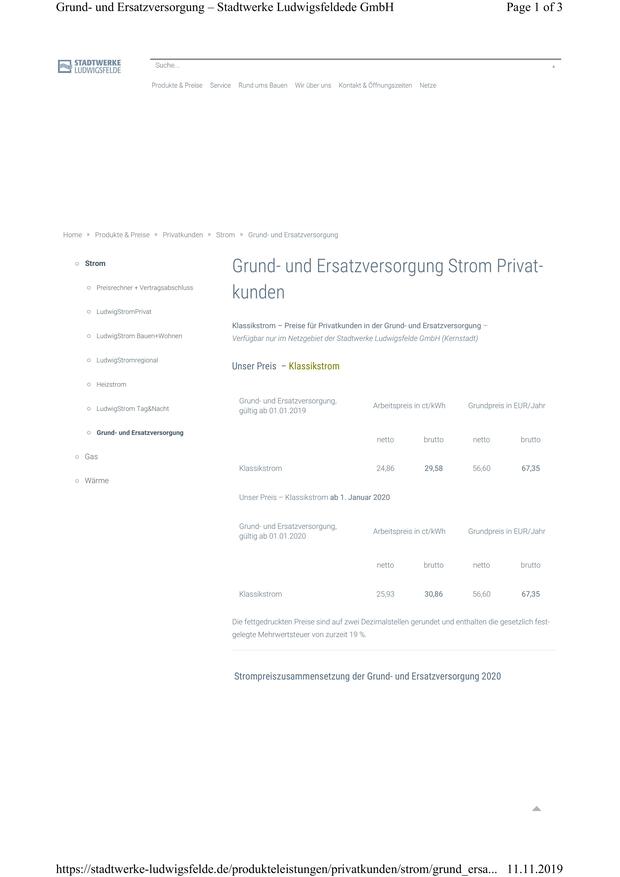 Grund- und Ersatzversorgung – Stadtwerke Ludwigsfeldede GmbH
Page 1 of 3
STADTWERKE
LUDWIGSFELDE
Suche...
Produkte & Preise Service Rund ums Bauen Wir über uns Kontakt & Öffnungszeiten Netze
Home » Produkte & Preise » Privatkunden » Strom » Grund- und Ersatzversorgung
Strom
Preisrechner + Vertragsabschluss
LudwigStromPrivat
LudwigStrom Bauen+Wohnen
LudwigStromregional
Heizstrom
LudwigStrom Tag&Nacht
Grund- und Ersatzversorgung
Gas
Wärme
Grund- und Ersatzversorgung Strom Privat-
kunden
Klassikstrom – Preise für Privatkunden in der Grund- und Ersatzversorgung –
Verfügbar nur im Netzgebiet der Stadtwerke Ludwigsfelde GmbH (Kernstadt)
Unser Preis – Klassikstrom
Grund- und Ersatzversorgung,
gültig ab 01.01.2019
Arbeitspreis in ct/kWh Grundpreis in EUR/Jahr
netto brutto netto brutto
Klassikstrom 24,86 29,58 56,60 67,35
Unser Preis – Klassikstrom ab 1. Januar 2020
Grund- und Ersatzversorgung,
gültig ab 01.01.2020
Arbeitspreis in ct/kWh Grundpreis in EUR/Jahr
netto brutto netto brutto
Klassikstrom 25,93 30,86 56,60 67,35
Die fettgedruckten Preise sind auf zwei Dezimalstellen gerundet und enthalten die gesetzlich fest-
gelegte Mehrwertsteuer von zurzeit 19 %.
Strompreiszusammensetzung der Grund- und Ersatzversorgung 2020
https://stadtwerke-ludwigsfelde.de/produkteleistungen/privatkunden/strom/grund_ersa... 11.11.2019